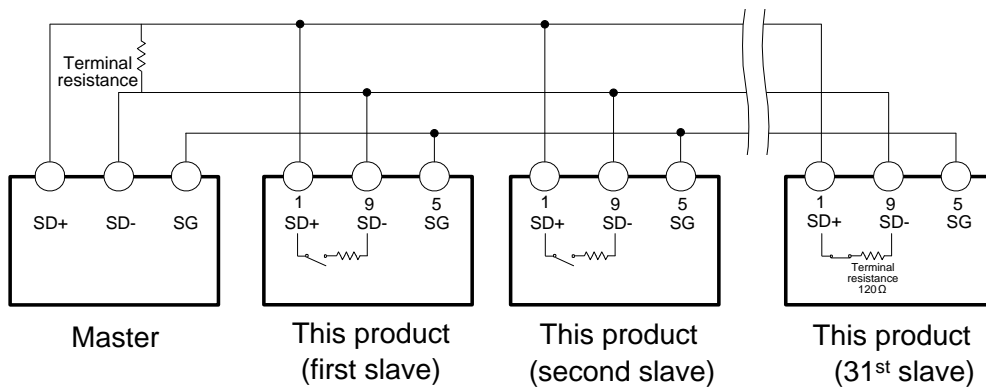 Terminal
resistance
SD+ SD- SG
1 9 5
SD+ SD- SG
1 9 5
SD+ SD- SG
1 9 5
SD+ SD- SG
Terminal
resistance
120Ω
Master
This product
(first slave)
This product
(second slave)
This product
(31st slave)